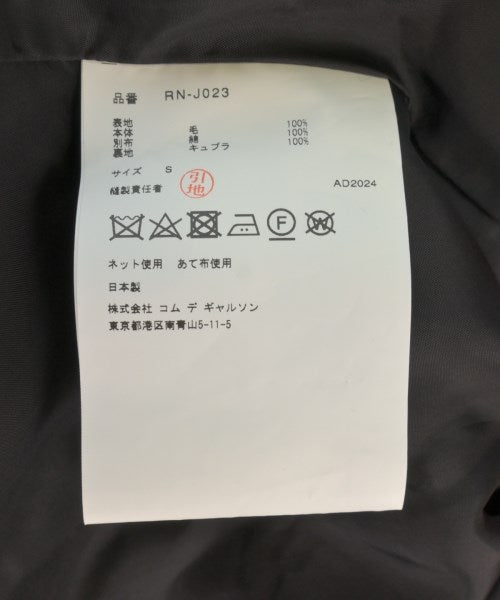 品番 RN-J023
表地
本体 毛 100%
別布 綿 100%
裏地 キュプラ 100%
サイズ S
縫製責任者 引地 AD2024
F W
ネット使用 あて布使用
日本製
株式会社 コム デ ギャルソン
東京都港区南青山5-11-5